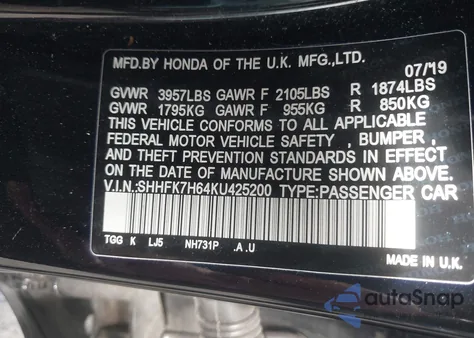 MFD.BY HONDA OF THE U.K. MFG.,LTD. 07/19
GVWR 3957LBS GAWR F 2105LBS R 1874LBS
GVWR 1795KG GAWR F 955KG R 850KG
THIS VEHICLE CONFORMS TO ALL APPLICABLE
FEDERAL MOTOR VEHICLE SAFETY , BUMPER ,
AND THEFT PREVENTION STANDARDS IN EFFECT
ON THE DATE OF MANUFACTURE SHOWN ABOVE.
V.I.N.:SHHFK7H64KU425200 TYPE:PASSENGER CAR
TGG K LJ5 NH731P .A .U
MADE IN U.K.
autoSnap